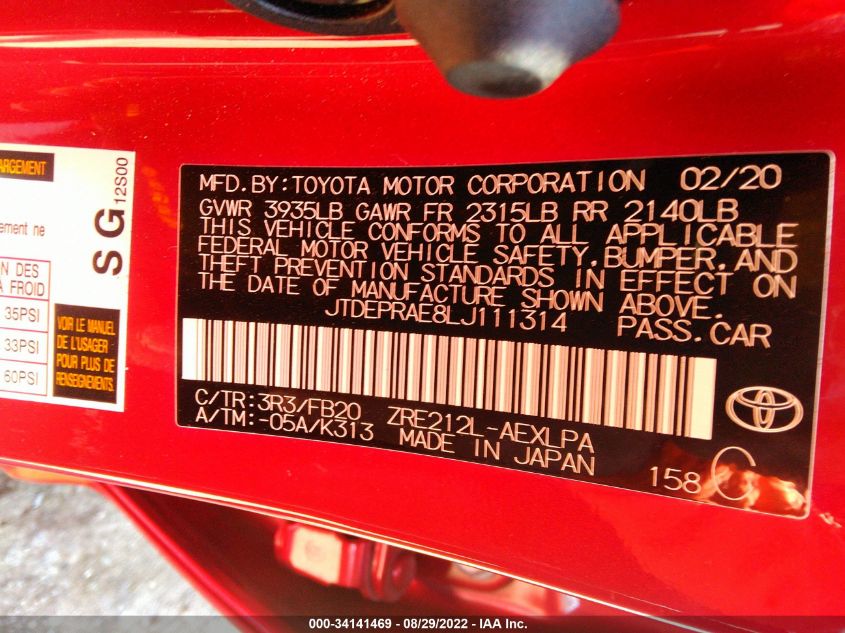 ARGEMENT
ement ne
ON DES
A FROID
35PSI
33PSI
60PSI
SG
12S00
VOIR LE MANUEL
DE L'USAGER
POUR PLUS DE
RENSEIGNEMENTS.
MFD.BY:TOYOTA MOTOR CORPORATION 02/20
GVWR 3935LB GAWR FR 2315LB RR 2140LB
THIS VEHICLE CONFORMS TO ALL APPLICABLE
FEDERAL MOTOR VEHICLE SAFETY,BUMPER,AND
THEFT PREVENTION STANDARDS IN EFFECT ON
THE DATE OF MANUFACTURE SHOWN ABOVE.
JTDEPRAE8LJ111314 PASS.CAR
C/TR:3R3/FB20 ZRE212L-AEXLPA
A/TM:-05A/K313 MADE IN JAPAN
158 C
000-34141469 - 08/29/2022 - IAA Inc.